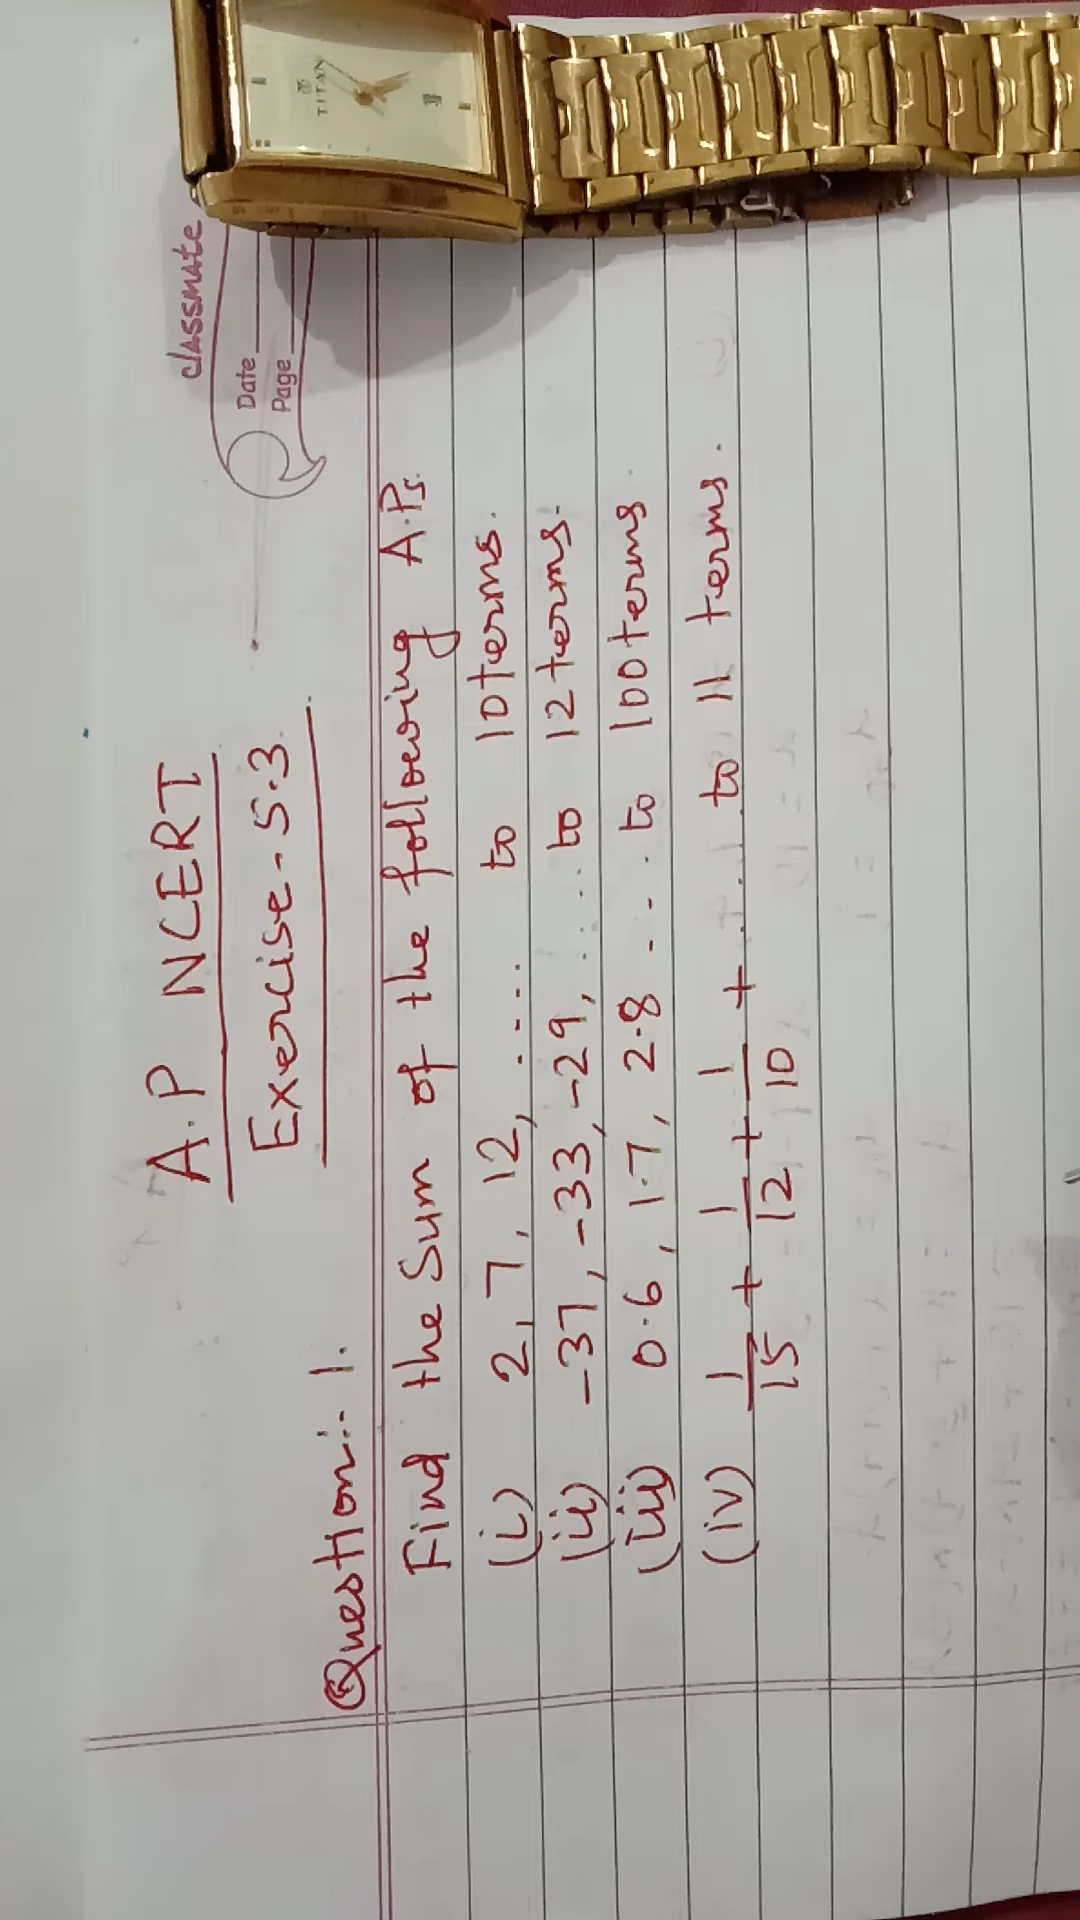 TITAN
classmate
Date
Page
A.P NCERT
Exercise - 5.3
Question:- 1.
Find the Sum of the following A.Ps.
(i) 2, 7, 12, ..... to 10 terms.
(ii) -37, -33, -29, .... to 12 terms.
(iii) 0.6, 1.7, 2.8 .... to 100 terms.
(iv) 1/15 + 1/12 + 1/10 + .... to 11 terms.